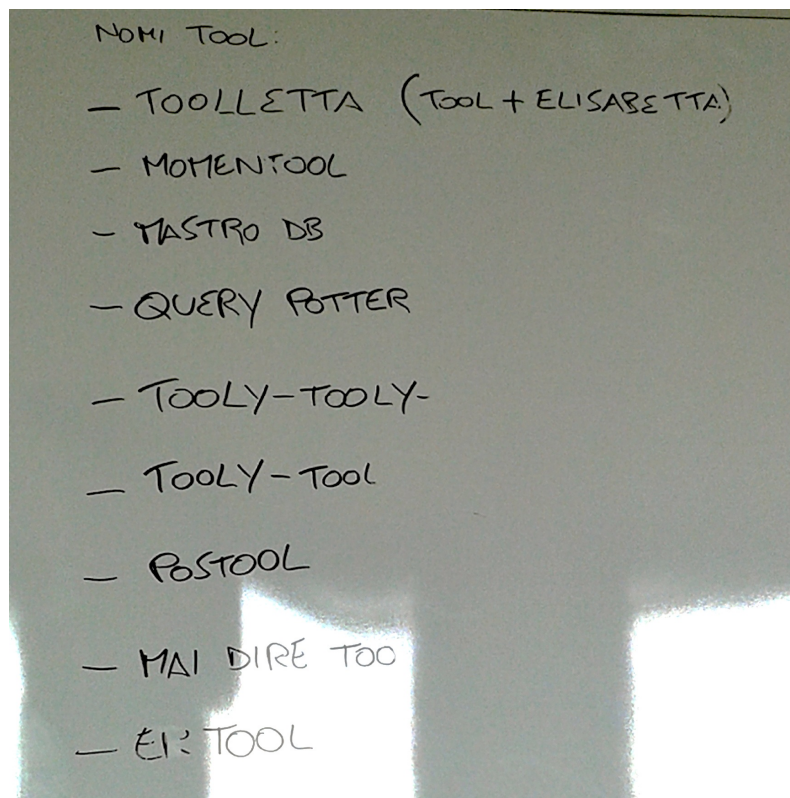 NOMI TOOL:
- TOOLLETTA (TOOL + ELISABETTA)
- MOMENTOOL
- MASTRO DB
- QUERY POTTER
- TOOLY-TOOLY-
- TOOLY-TOOL
- POSTOOL
- MAI DIRE TOO
- TOOL